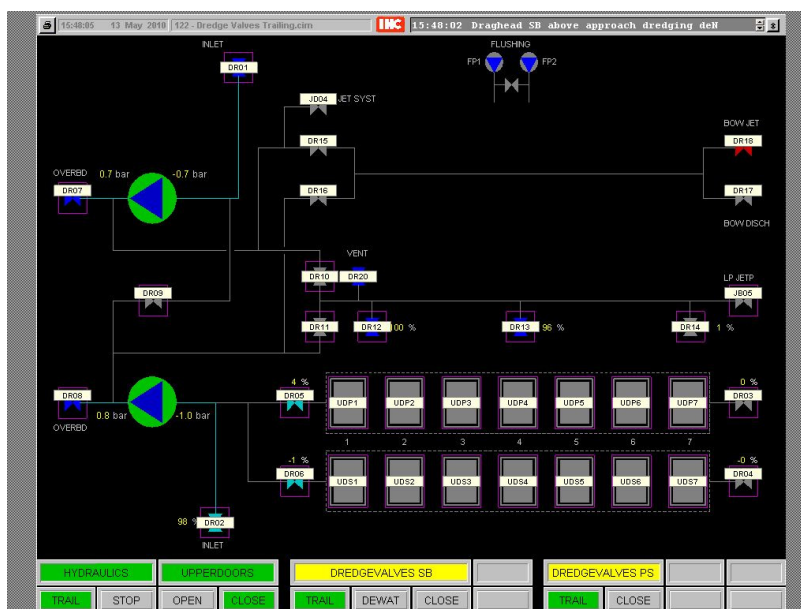 15:48:05 13 May 2010 122 - Dredge Valves Trailing.cim IHC 15:48:02 Draghead SB above approach dredging deN
INLET FLUSHING
DR01 FP1 FP2
JD04 JET SYST
BOW JET
DR15 DR18
OVERBD 0.7 bar -0.7 bar
DR07 DR16 DR17
BOW DISCH
VENT
DR10 DR20 LP JETP
DR09 JB05
DR11 DR12 100 % DR13 96 % DR14 1 %
4 % 0 %
DR08 DR05 UDP1 UDP2 UDP3 UDP4 UDP5 UDP6 UDP7 DR03
0.8 bar -1.0 bar
OVERBD
1 2 3 4 5 6 7
-1 % -0 %
DR06 UDS1 UDS2 UDS3 UDS4 UDS5 UDS6 UDS7 DR04
98 % DR02
INLET
HYDRAULICS UPPERDOORS DREDGEVALVES SB DREDGEVALVES PS
TRAIL STOP OPEN CLOSE TRAIL DEWAT CLOSE TRAIL CLOSE